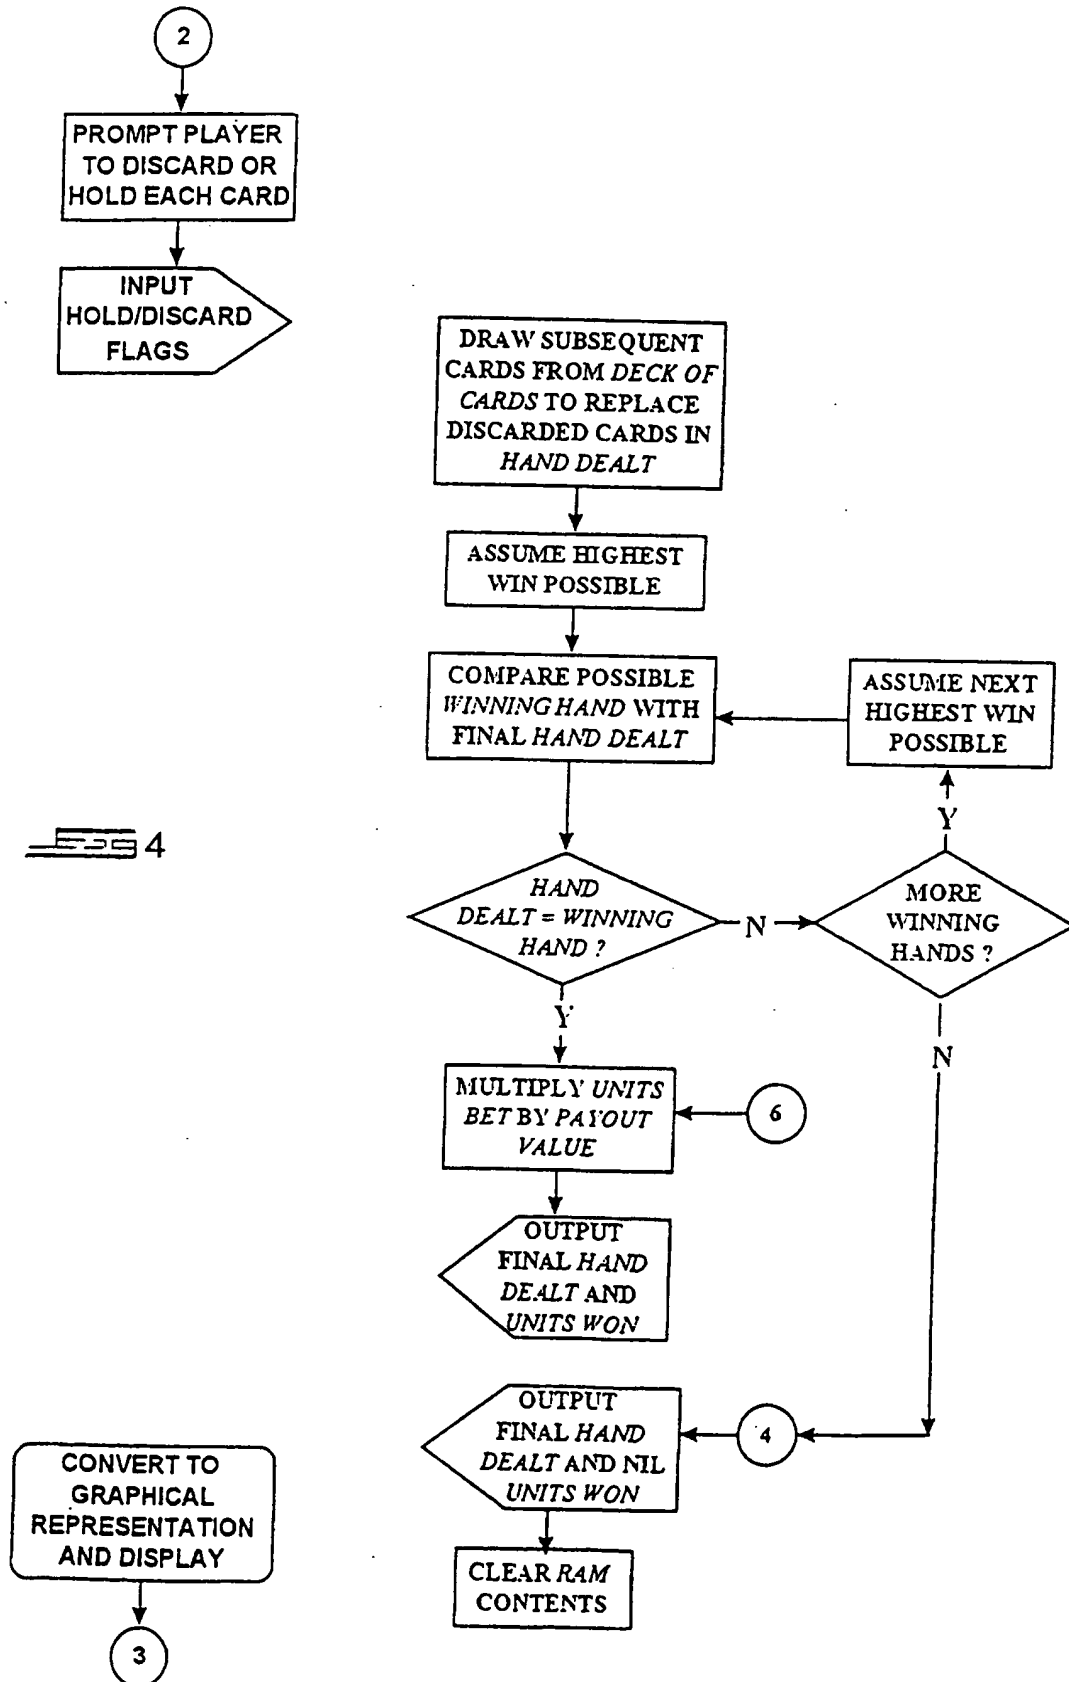 2
PROMPT PLAYER
TO DISCARD OR
HOLD EACH CARD
INPUT
HOLD/DISCARD
FLAGS
DRAW SUBSEQUENT
CARDS FROM DECK OF
CARDS TO REPLACE
DISCARDED CARDS IN
HAND DEALT
ASSUME HIGHEST
WIN POSSIBLE
COMPARE POSSIBLE
WINNING HAND WITH
FINAL HAND DEALT
ASSUME NEXT
HIGHEST WIN
POSSIBLE
Y
4
HAND
DEALT = WINNING
HAND ?
N
MORE
WINNING
HANDS ?
Y
N
MULTIPLY UNITS
BET BY PAYOUT
VALUE
6
OUTPUT
FINAL HAND
DEALT AND
UNITS WON
OUTPUT
FINAL HAND
DEALT AND NIL
UNITS WON
4
CONVERT TO
GRAPHICAL
REPRESENTATION
AND DISPLAY
CLEAR RAM
CONTENTS
3